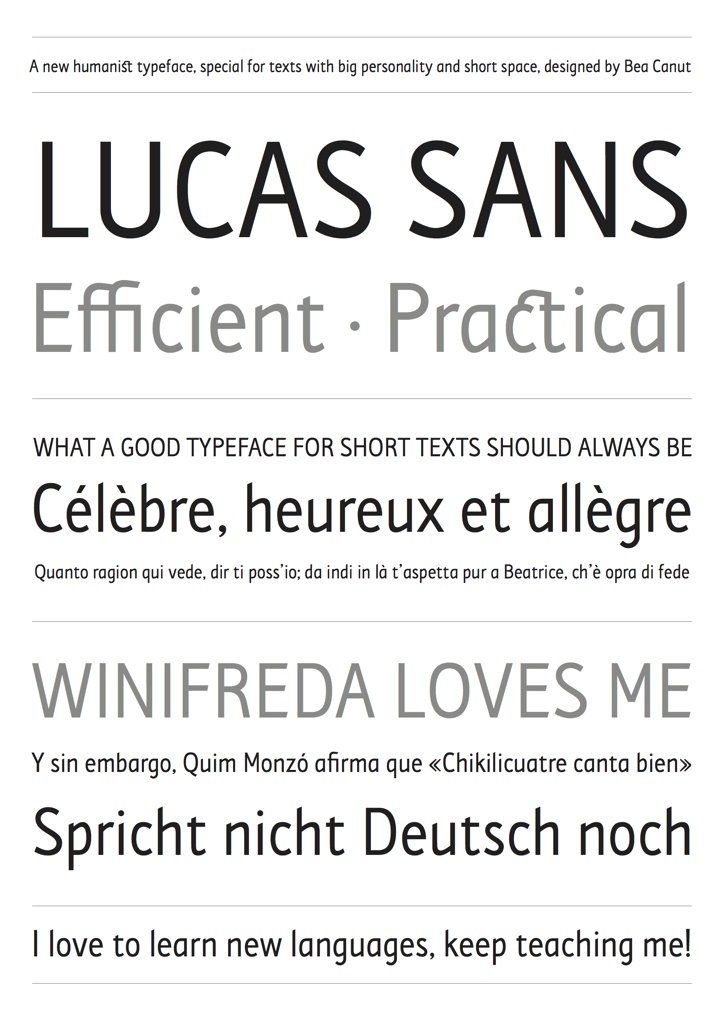 A new humanist typeface, special for texts with big personality and short space, designed by Bea Canut
LUCAS SANS
Efficient · Practical
WHAT A GOOD TYPEFACE FOR SHORT TEXTS SHOULD ALWAYS BE
Célèbre, heureux et allègre
Quanto ragion qui vede, dir ti poss’io; da indi in là t’aspetta pur a Beatrice, ch’è opra di fede
WINIFREDA LOVES ME
Y sin embargo, Quim Monzó afirma que «Chikilicuatre canta bien»
Spricht nicht Deutsch noch
I love to learn new languages, keep teaching me!